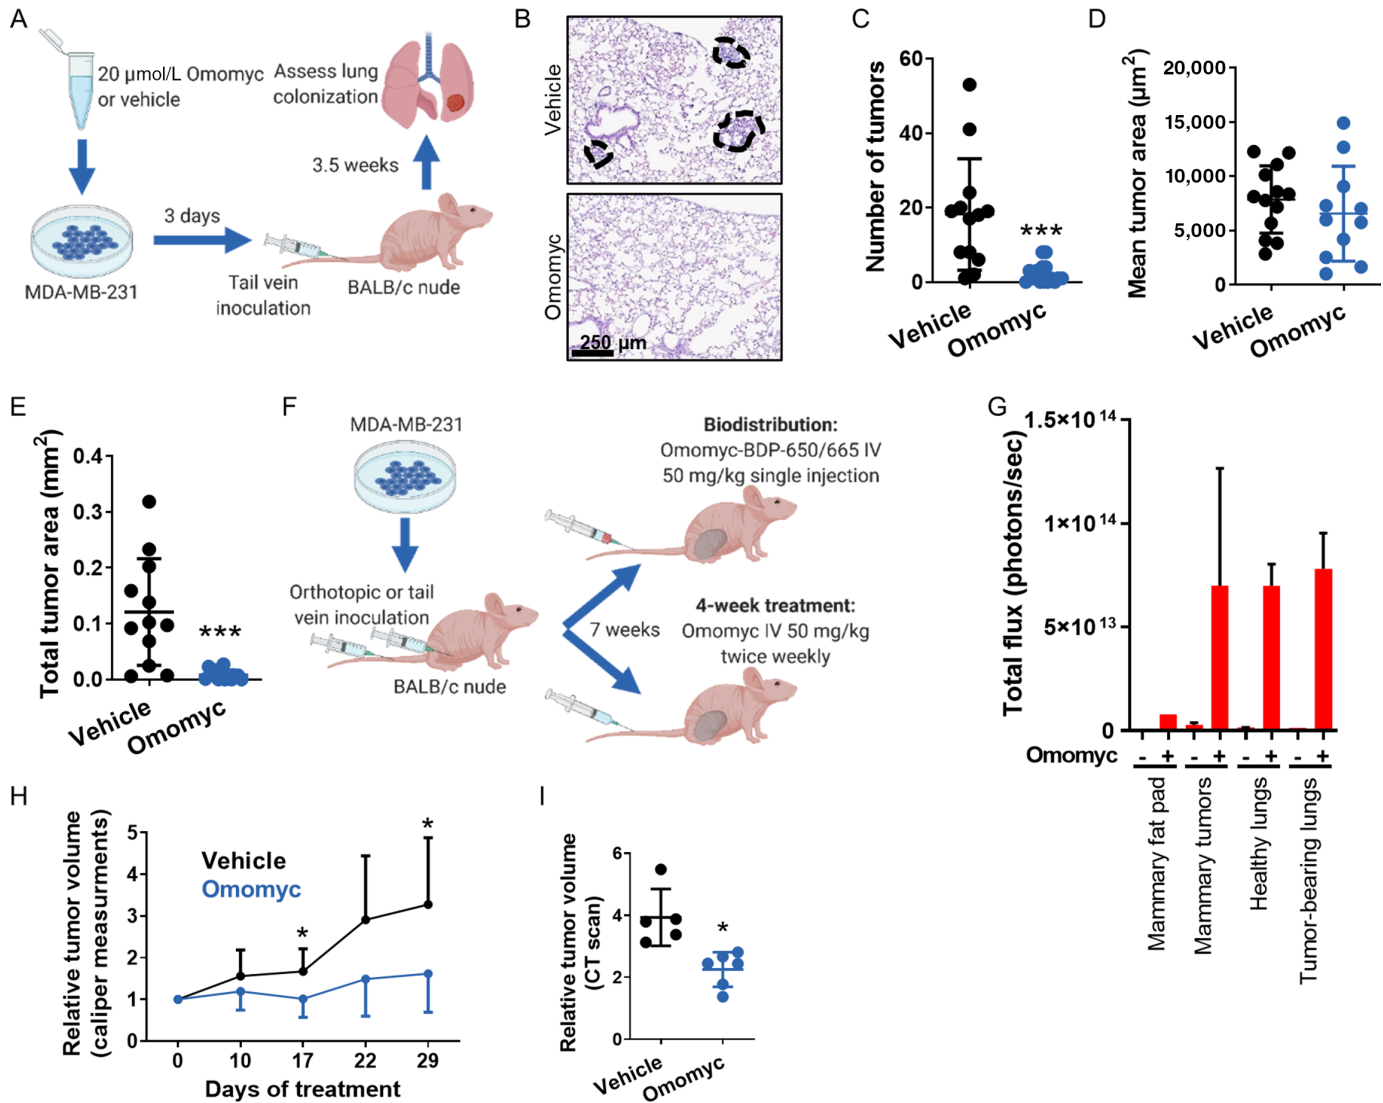 A
20 µmol/L Omomyc
or vehicle
Assess lung
colonization
3.5 weeks
3 days
MDA-MB-231
Tail vein
inoculation
BALB/c nude
B
Vehicle
Omomyc
250 µm
C
Number of tumors
60
40
20
0
***
Vehicle
Omomyc
D
Mean tumor area (µm2)
20,000
15,000
10,000
5,000
0
Vehicle
Omomyc
E
Total tumor area (mm2)
0.4
0.3
0.2
0.1
0.0
***
Vehicle
Omomyc
F
MDA-MB-231
Orthotopic or tail
vein inoculation
BALB/c nude
7 weeks
Biodistribution:
Omomyc-BDP-650/665 IV
50 mg/kg single injection
4-week treatment:
Omomyc IV 50 mg/kg
twice weekly
G
Total flux (photons/sec)
1.5×10 14
1×10 14
5×10 13
0
Omomyc - + - + - + - +
Mammary fat pad
Mammary tumors
Healthy lungs
Tumor-bearing lungs
H
Relative tumor volume
(caliper measurments)
5
4
3
2
1
0
Vehicle
Omomyc
*
*
0 10 17 22 29
Days of treatment
I
Relative tumor volume
(CT scan)
6
4
2
0
*
Vehicle
Omomyc